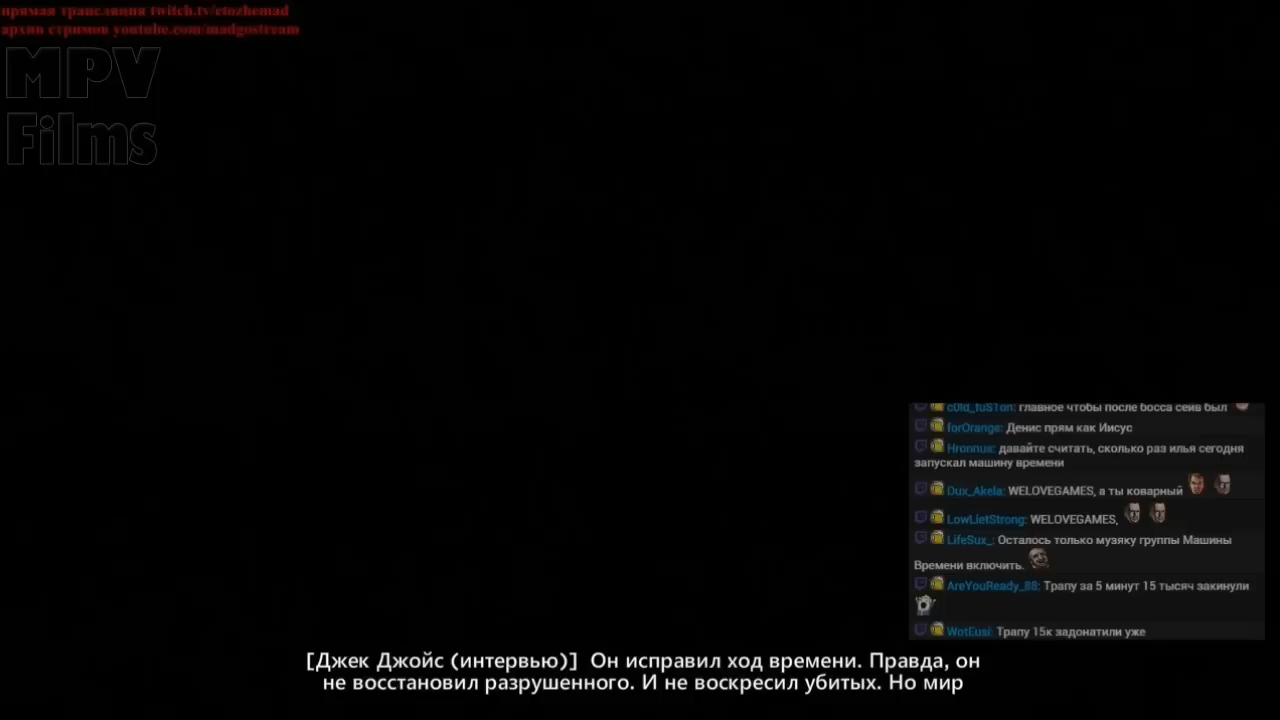 прямая трансляция twitch.tv/etozhemad
архив стримов youtube.com/madgostream
MPV
Films
c0ld_fuS1on: главное чтобы после босса сейв был
forOrange: Денис прям как Иисус
Hronnux: давайте считать, сколько раз илья сегодня
запускал машину времени
Dux_Akela: WELOVEGAMES, а ты коварный
LowLietStrong: WELOVEGAMES,
LifeSux_: Осталось только музяку группы Машины
Времени включить.
AreYouReady_88: Трапу за 5 минут 15 тысяч закинули
WotEusi: Трапу 15к задонатили уже
[Джек Джойс (интервью)] Он исправил ход времени. Правда, он
не восстановил разрушенного. И не воскресил убитых. Но мир